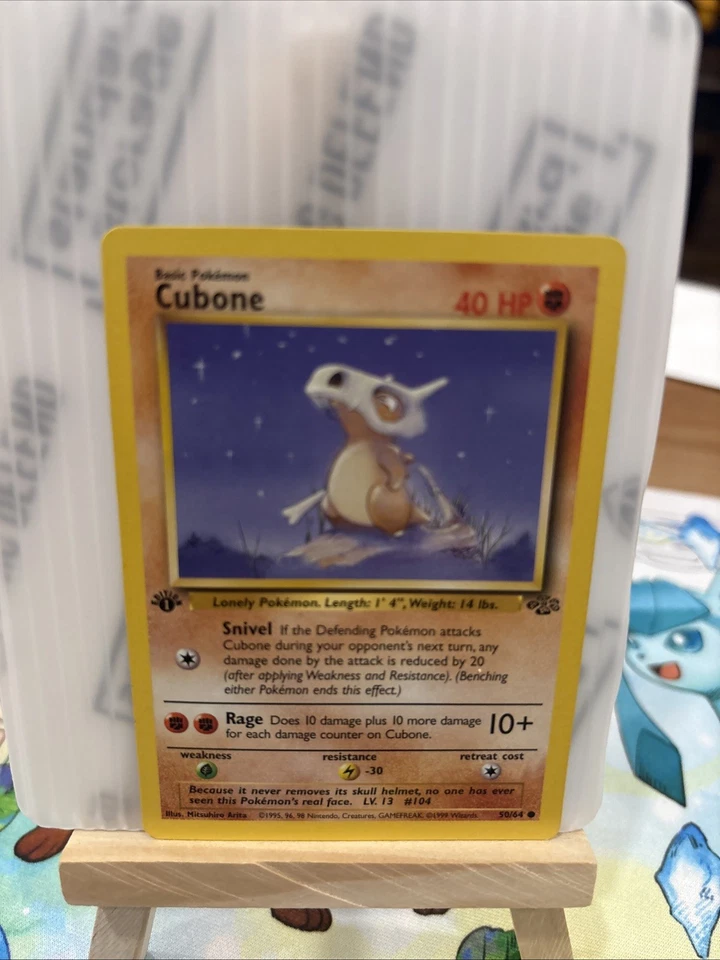 Basic Pokémon
Cubone
40 HP
EDITION
1
Lonely Pokémon. Length: 1' 4", Weight: 14 lbs.
Snivel If the Defending Pokémon attacks
Cubone during your opponent's next turn, any
damage done by the attack is reduced by 20
(after applying Weakness and Resistance). (Benching
either Pokémon ends this effect.)
Rage Does 10 damage plus 10 more damage
for each damage counter on Cubone.
10+
weakness resistance retreat cost
-30
Because it never removes its skull helmet, no one has ever
seen this Pokémon's real face. LV. 13 #104
Illus. Mitsuhiro Arita ©1995, 96, 98 Nintendo, Creatures, GAMEFREAK. ©1999 Wizards. 50/64